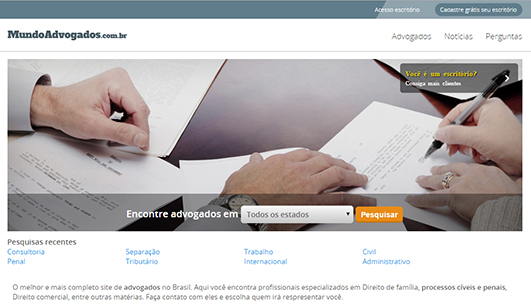 Acesso escritório Cadastre grátis seu escritório
MundoAdvogados.com.br
Advogados Notícias Perguntas
Você é um escritório?
Consiga mais clientes
Encontre advogados em Todos os estados Pesquisar
Pesquisas recentes
Consultoria Separação Trabalho Civil
Penal Tributário Internacional Administrativo
O melhor e mais completo site de advogados no Brasil. Aqui você encontra profissionais especializados em Direito de família, processos cíveis e penais,
Direito comercial, entre outras matérias. Faça contato com eles e escolha quem irá respresentar você.